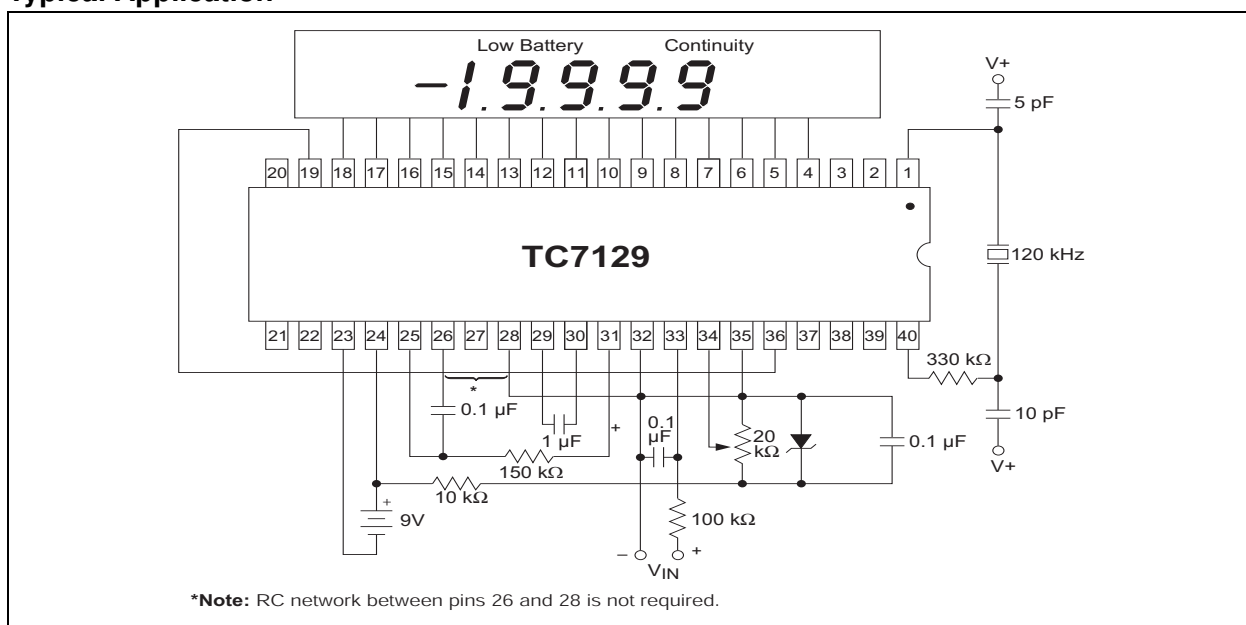 Typical Application
Low Battery Continuity
-1.9.9.9.9
V+
5 pF
20 19 18 17 16 15 14 13 12 11 10 9 8 7 6 5 4 3 2 1
TC7129
120 kHz
21 22 23 24 25 26 27 28 29 30 31 32 33 34 35 36 37 38 39 40
330 kΩ
*
0.1 µF
1 µF
+
0.1
µF
20
kΩ
0.1 µF
10 pF
V+
150 kΩ
10 kΩ
+
9V
100 kΩ
– +
VIN
*Note: RC network between pins 26 and 28 is not required.